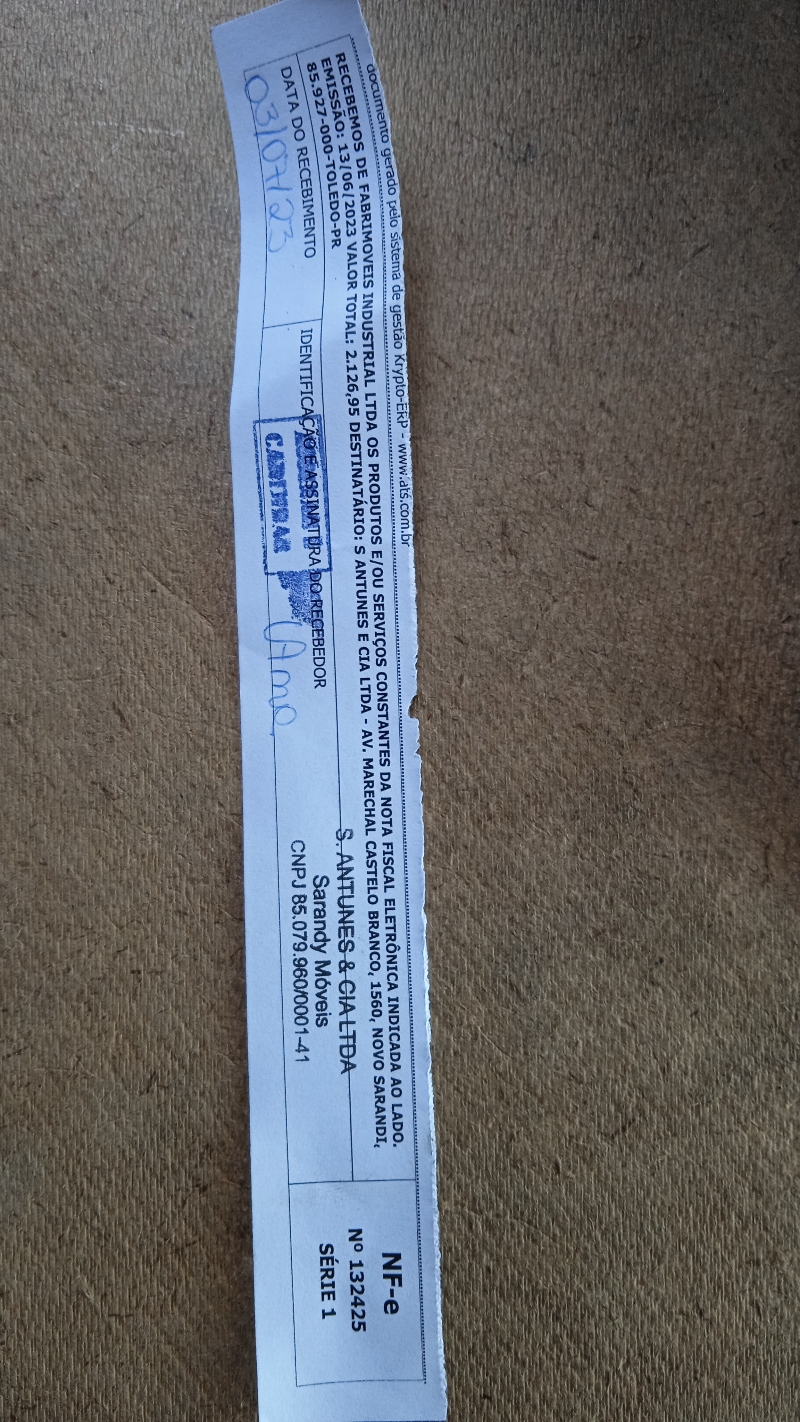 documento gerado pelo sistema de gestão Krypto-ERP - www.ats.com.br
RECEBEMOS DE FABRIMOVEIS INDUSTRIAL LTDA OS PRODUTOS E/OU SERVIÇOS CONSTANTES DA NOTA FISCAL ELETRÔNICA INDICADA AO LADO.
EMISSÃO: 13/06/2023 VALOR TOTAL: 2.126,95 DESTINATÁRIO: S ANTUNES E CIA LTDA - AV. MARECHAL CASTELO BRANCO, 1560, NOVO SARANDI,
85.927-000-TOLEDO-PR
DATA DO RECEBIMENTO
03/07/23
IDENTIFICAÇÃO E ASSINATURA DO RECEBEDOR
S. ANTUNES & CIA LTDA
Sarandy Móveis
CNPJ 85.079.960/0001-41
NF-e
Nº 132425
SÉRIE 1